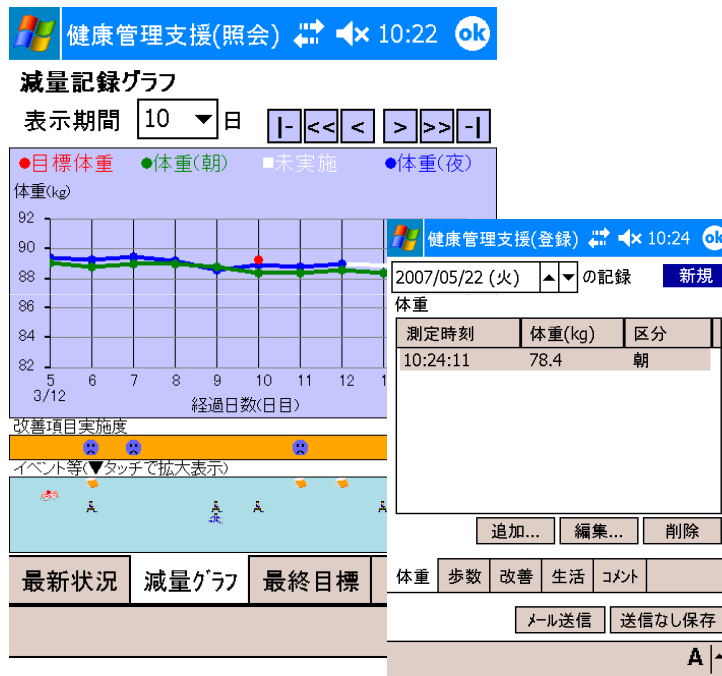 健康管理支援(照会) 10:22 ok
減量記録グラフ
表示期間 10 ▼ 日 |- << < > >> -|
●目標体重 ●体重(朝) ■未実施 ●体重(夜)
体重(kg)
92
90
88
86
84
82
5 6 7 8 9 10 11 12 1
3/12
経過日数(日目)
改善項目実施度
イベント等(▼タッチで拡大表示)
最新状況 減量グラフ 最終目標
健康管理支援(登録) 10:24 ok
2007/05/22 (火) ▲ ▼ の記録 新規
体重
測定時刻 体重(kg) 区分
10:24:11 78.4 朝
追加... 編集... 削除
体重 歩数 改善 生活 コメント
メール送信 送信なし保存
A